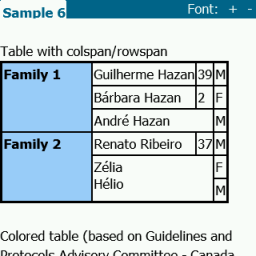 Sample 6
Font: + -
Table with colspan/rowspan
Family 1 Guilherme Hazan 39 M
Bárbara Hazan 2 F
André Hazan M
Family 2 Renato Ribeiro 37 M
Zélia F
Hélio M
Colored table (based on Guidelines and
Protocols Advisory Committee - Canada